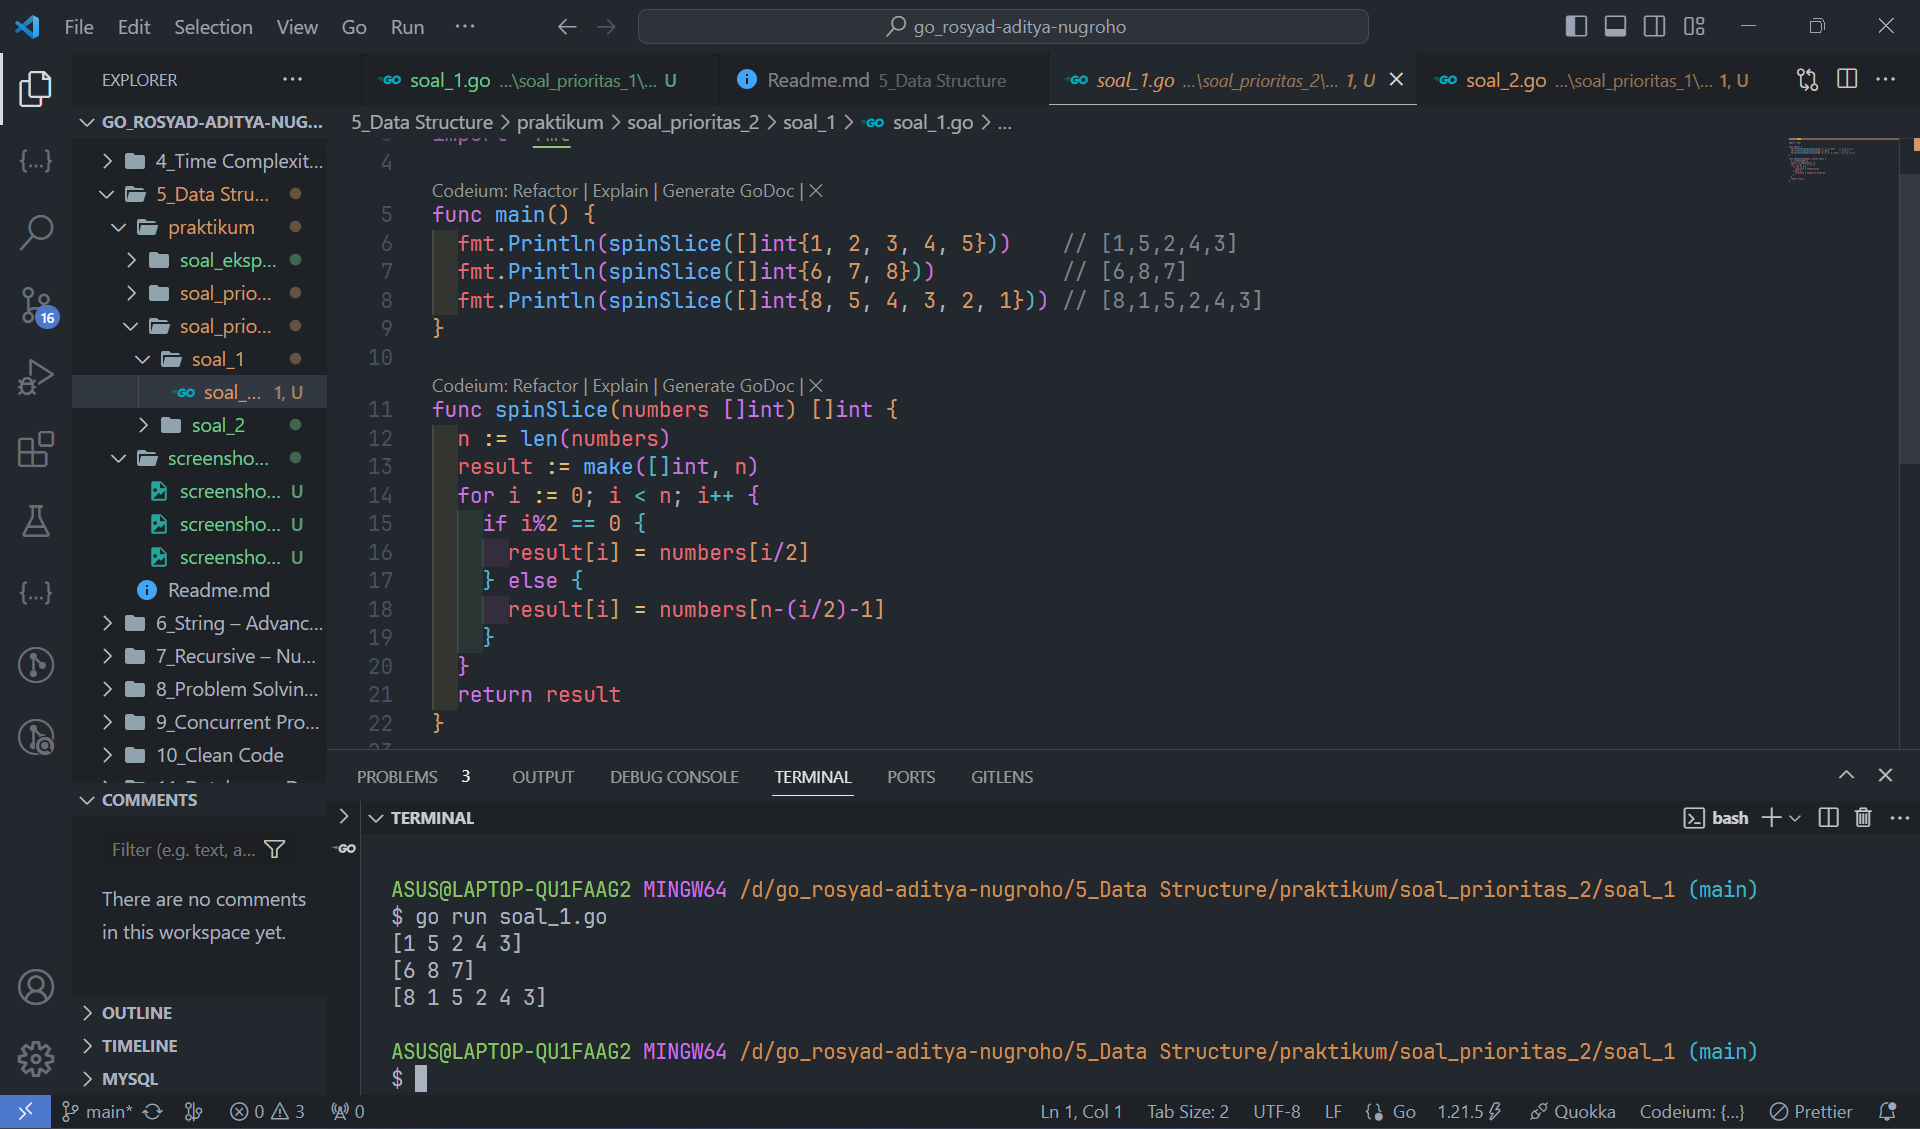 File Edit Selection View Go Run ···
go_rosyad-aditya-nugroho
EXPLORER ···
soal_1.go ...\soal_prioritas_1\... U
Readme.md 5_Data Structure
soal_1.go ...\soal_prioritas_2\... 1, U
soal_2.go ...\soal_prioritas_1\... 1, U
GO_ROSYAD-ADITYA-NUG...
5_Data Structure > praktikum > soal_prioritas_2 > soal_1 > soal_1.go > ...
4_Time Complexit...
5_Data Stru...
praktikum
soal_eksp...
soal_prio...
soal_prio...
soal_1
soal_... 1, U
soal_2
screensho...
screensho... U
screensho... U
screensho... U
Readme.md
6_String – Advanc...
7_Recursive – Nu...
8_Problem Solvin...
9_Concurrent Pro...
10_Clean Code
COMMENTS
Filter (e.g. text, a...
There are no comments
in this workspace yet.
OUTLINE
TIMELINE
MYSQL
16
4
Codeium: Refactor | Explain | Generate GoDoc | X
5 func main() {
6 fmt.Println(spinSlice([]int{1, 2, 3, 4, 5})) // [1,5,2,4,3]
7 fmt.Println(spinSlice([]int{6, 7, 8})) // [6,8,7]
8 fmt.Println(spinSlice([]int{8, 5, 4, 3, 2, 1})) // [8,1,5,2,4,3]
9 }
10
Codeium: Refactor | Explain | Generate GoDoc | X
11 func spinSlice(numbers []int) []int {
12 n := len(numbers)
13 result := make([]int, n)
14 for i := 0; i < n; i++ {
15 if i%2 == 0 {
16 result[i] = numbers[i/2]
17 } else {
18 result[i] = numbers[n-(i/2)-1]
19 }
20 }
21 return result
22 }
PROBLEMS 3 OUTPUT DEBUG CONSOLE TERMINAL PORTS GITLENS
TERMINAL
bash
ASUS@LAPTOP-QU1FAAG2 MINGW64 /d/go_rosyad-aditya-nugroho/5_Data Structure/praktikum/soal_prioritas_2/soal_1 (main)
$ go run soal_1.go
[1 5 2 4 3]
[6 8 7]
[8 1 5 2 4 3]
ASUS@LAPTOP-QU1FAAG2 MINGW64 /d/go_rosyad-aditya-nugroho/5_Data Structure/praktikum/soal_prioritas_2/soal_1 (main)
$
main* 0 3 0
Ln 1, Col 1 Tab Size: 2 UTF-8 LF Go 1.21.5 Quokka Codeium: {...} Prettier